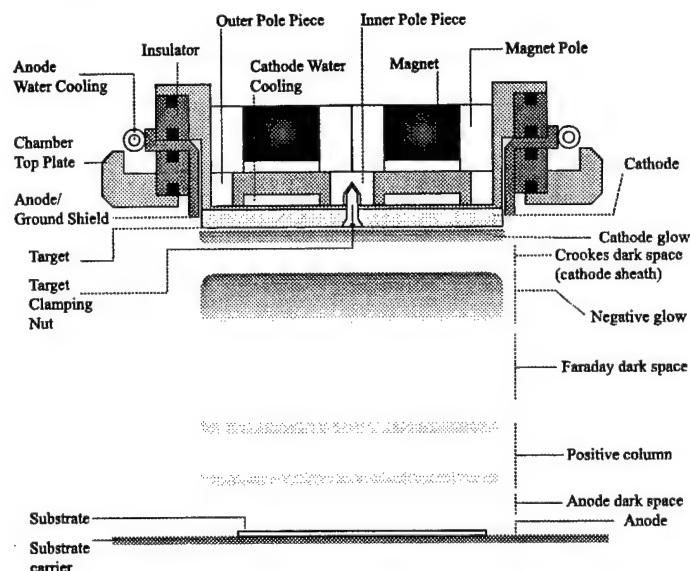 Outer Pole Piece
Inner Pole Piece
Insulator
Magnet Pole
Anode
Water Cooling
Cathode Water
Cooling
Magnet
Chamber
Top Plate
Cathode
Anode/
Ground Shield
Cathode glow
Target
Crookes dark space
(cathode sheath)
Target
Clamping
Nut
Negative glow
Faraday dark space
Positive column
Anode dark space
Substrate
Anode
Substrate
carrier